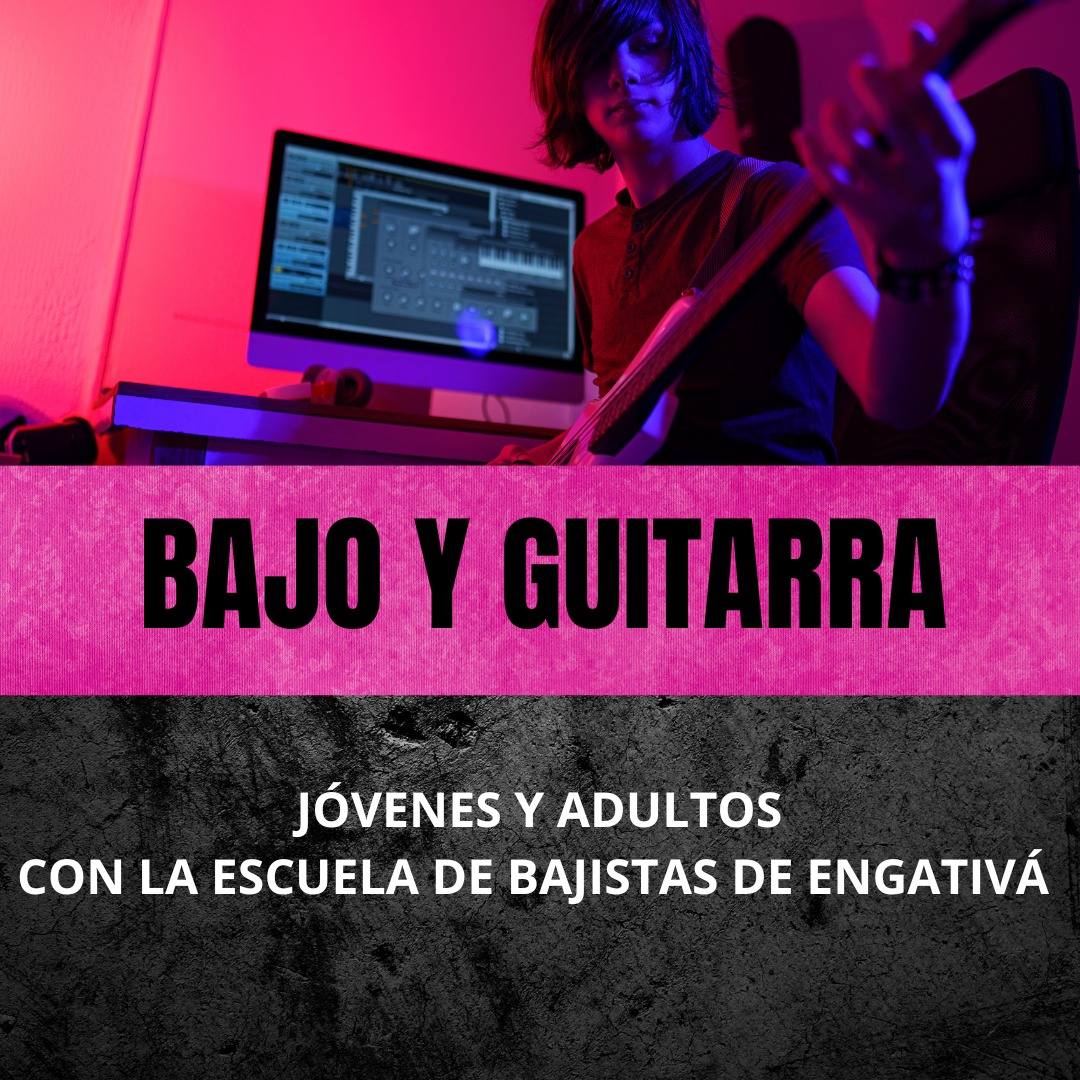 BAJO Y GUITARRA
JÓVENES Y ADULTOS
CON LA ESCUELA DE BAJISTAS DE ENGATIVÁ